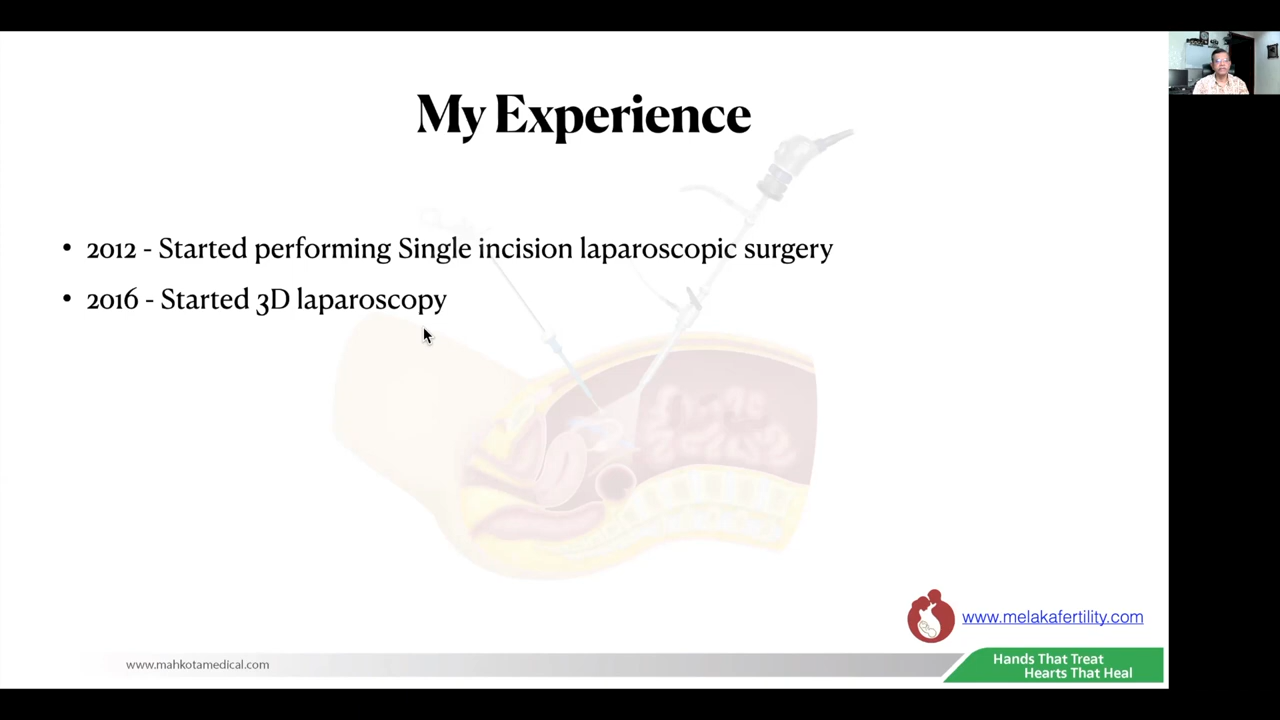 My Experience
• 2012 - Started performing Single incision laparoscopic surgery
• 2016 - Started 3D laparoscopy
www.melakafertility.com
www.mahkotamedical.com
Hands That Treat
Hearts That Heal